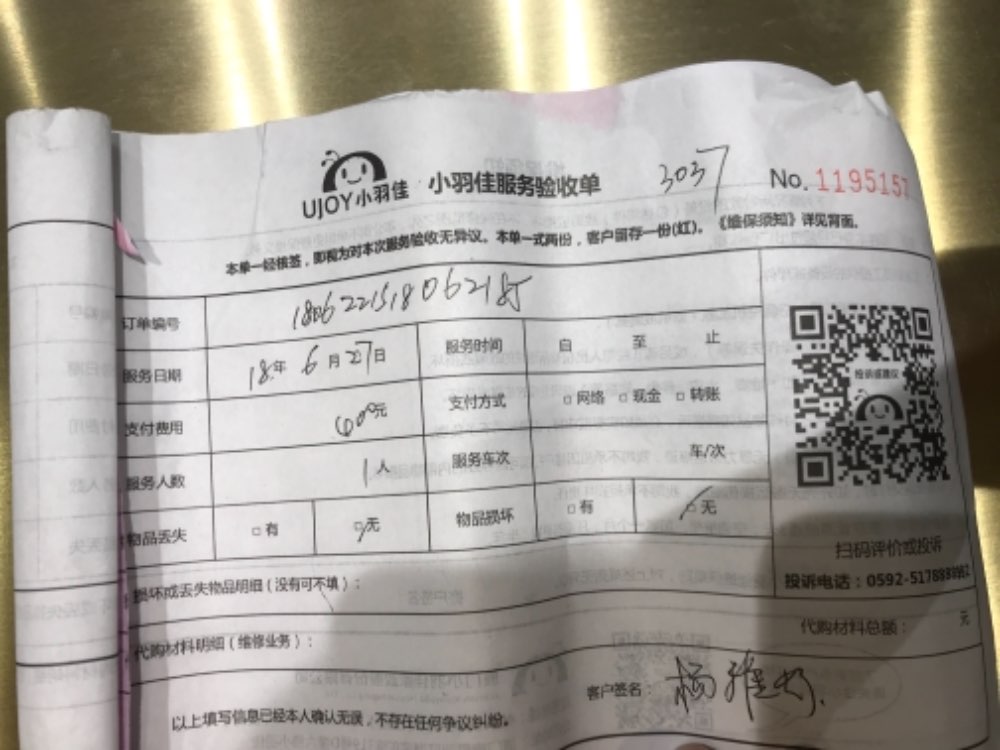 UJOY小羽佳 小羽佳服务验收单 3037 No. 1195157
本单一经核签，即视为对本次服务验收无异议。本单一式两份，客户留存一份(红)。《维保须知》详见背面。
订单编号
服务日期 18年 6月27日 服务时间 自 至 止
支付费用 600元 支付方式 □网络 □现金 □转账
投诉或建议
服务人数 1人 服务车次 车/次
物品丢失 □有 □无 物品损坏 □有 □无
扫码评价或投诉
损坏或丢失物品明细（没有可不填）：
投诉电话：0592-5178888
代购材料明细（维修业务）： 代购材料总额： 元
客户签名： 杨雅
以上填写信息已经本人确认无误，不存在任何争议纠纷。